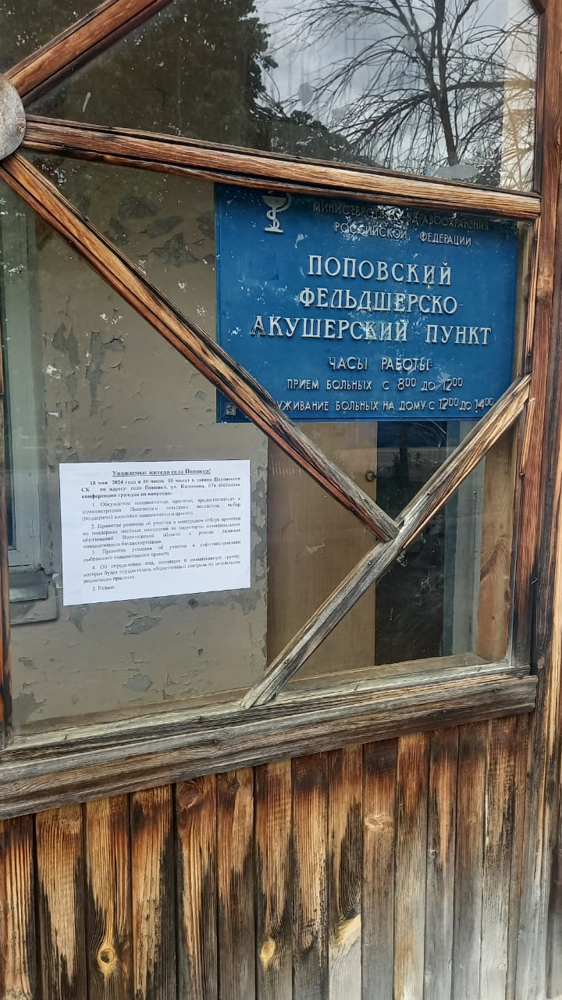 МИНИСТЕРСТВО ЗДРАВООХРАНЕНИЯ
РОССИЙСКОЙ ФЕДЕРАЦИИ
ПОПОВСКИЙ
ФЕЛЬДШЕРСКО-
АКУШЕРСКИЙ ПУНКТ
ЧАСЫ РАБОТЫ:
ПРИЕМ БОЛЬНЫХ С 8⁰⁰ ДО 12⁰⁰
УЖИВАНИЕ БОЛЬНЫХ НА ДОМУ С 12⁰⁰ ДО 14⁰⁰
Уважаемые жители села Поповка!
18 мая 2024 года в 10 часов 00 минут в здании Поповского
СК по адресу: село Поповка, ул. Калинина, 67а состоится
конференция граждан по вопросам:
1. Обсуждение инициативных проектов, предоставленных в
администрацию Поповского сельского поселения, выбор
(поддержка) жителями инициативного проекта
2. Принятие решения об участии в конкурсном отборе проектов
по поддержке местных инициатив на территории муниципальных
образований Воронежской области в рамках развития
инициативного бюджетирования.
3. Принятие решения об участии в софинансировании
выбранного инициативного проекта
4. Об определении лиц, входящих в инициативную группу,
которая будет осуществлять общественный контроль по результатам
реализации практики.
5. Разное.